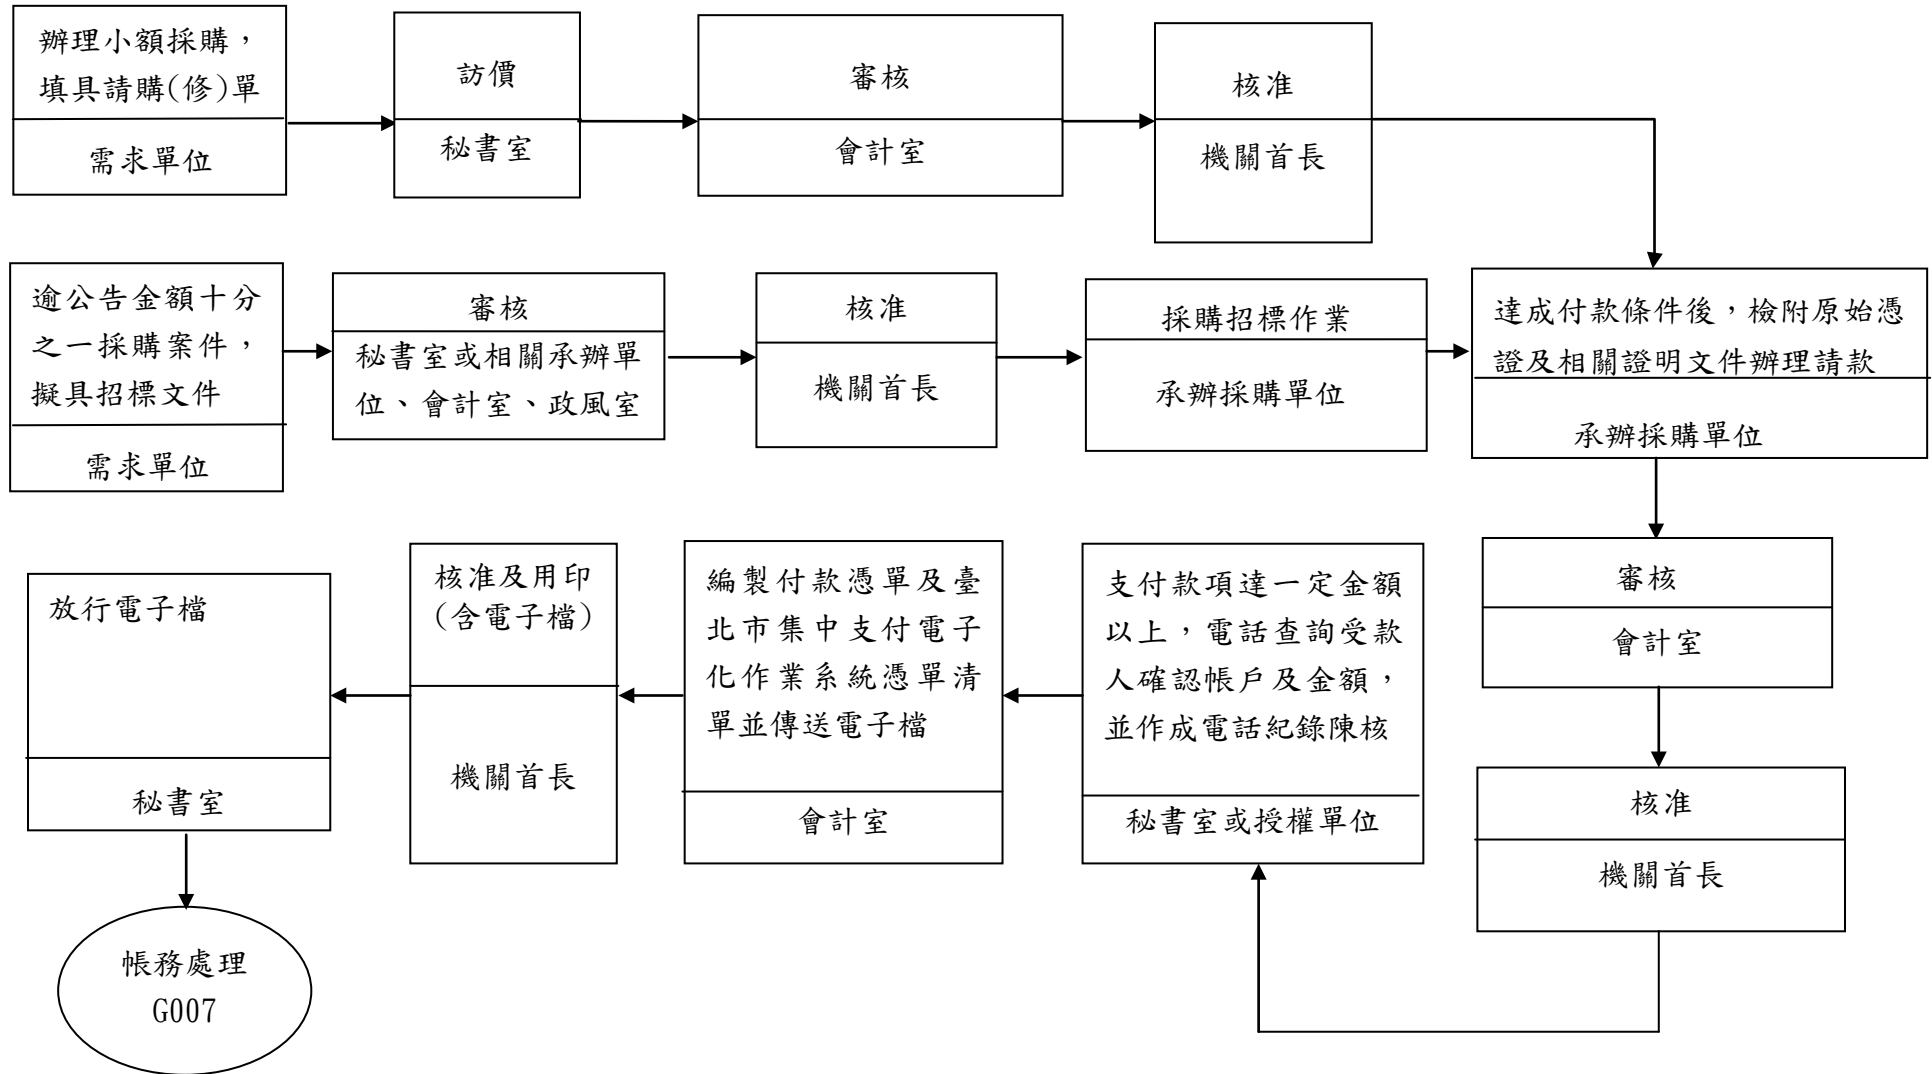 辦理小額採購，
填具請購(修)單
需求單位
訪價
秘書室
審核
會計室
核准
機關首長
逾公告金額十分
之一採購案件，
擬具招標文件
需求單位
審核
秘書室或相關承辦單
位、會計室、政風室
核准
機關首長
採購招標作業
承辦採購單位
達成付款條件後，檢附原始憑
證及相關證明文件辦理請款
承辦採購單位
審核
會計室
核准
機關首長
支付款項達一定金額
以上，電話查詢受款
人確認帳戶及金額，
並作成電話紀錄陳核
秘書室或授權單位
編製付款憑單及臺
北市集中支付電子
化作業系統憑單清
單並傳送電子檔
會計室
核准及用印
(含電子檔)
機關首長
放行電子檔
秘書室
帳務處理
G007